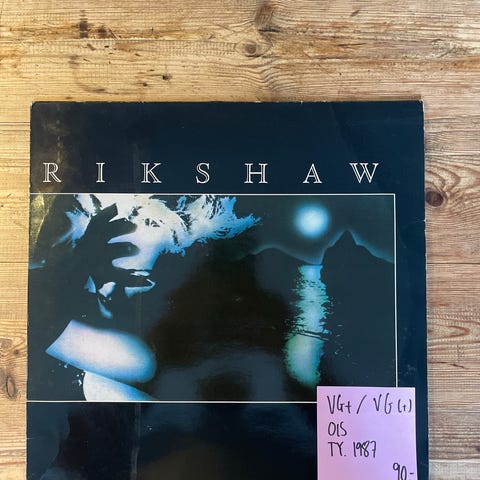 RIKSHAW
VG+ / VG (+)
OIS
TY. 1987
90-